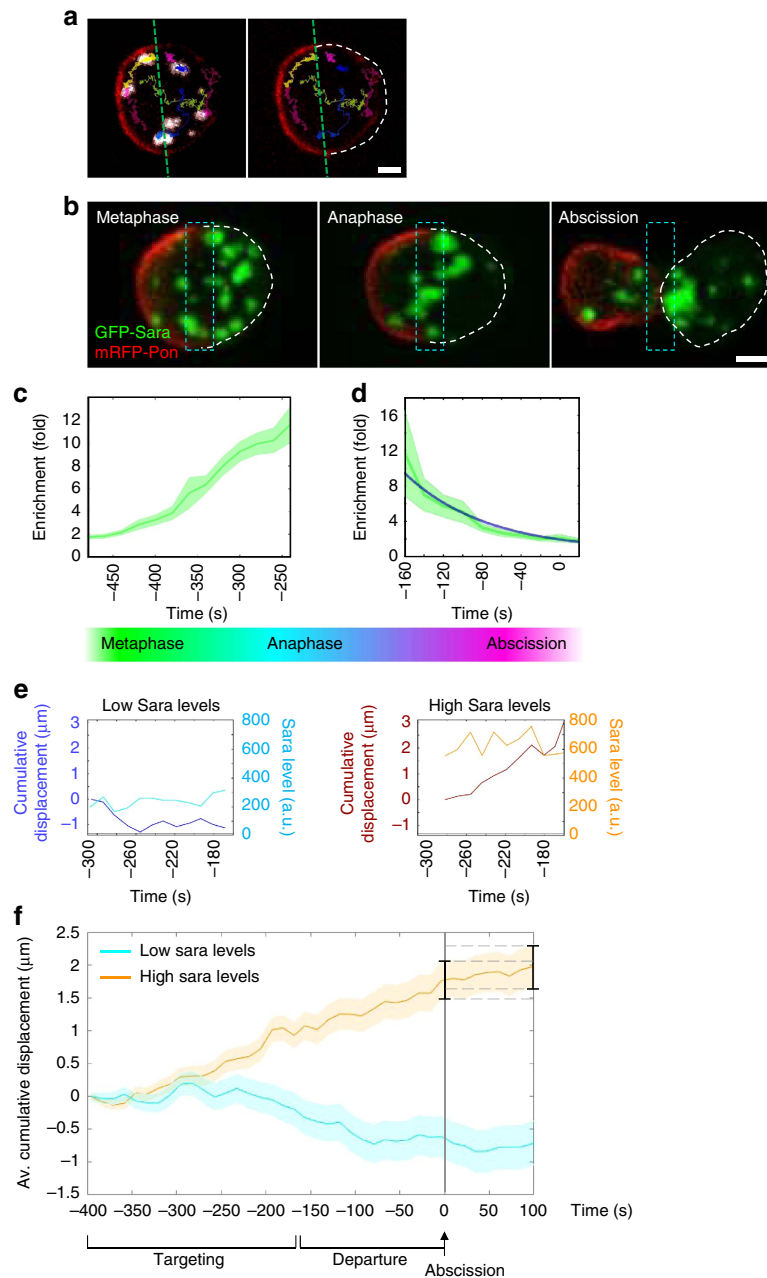 a
b
Metaphase
Anaphase
Abscission
GFP-Sara
mRFP-Pon
c
d
Enrichment (fold)
12
10
8
6
4
2
0
−450
−400
−350
−300
−250
Time (s)
Enrichment (fold)
16
12
8
4
0
−160
−120
−80
−40
0
Time (s)
Metaphase
Anaphase
Abscission
e
Low Sara levels
Cumulative
displacement (μm)
3
2
1
0
−1
800
600
400
200
0
Sara level (a.u.)
−300
−260
−220
−180
Time (s)
High Sara levels
Cumulative
displacement (μm)
3
2
1
0
−1
800
600
400
200
0
Sara level (a.u.)
−300
−260
−220
−180
Time (s)
f
Low sara levels
High sara levels
Av. cumulative displacement (μm)
2.5
2
1.5
1
0.5
0
−0.5
−1
−1.5
−400 −350 −300 −250 −200 −150 −100 −50 0 50 100 Time (s)
Targeting
Departure
Abscission